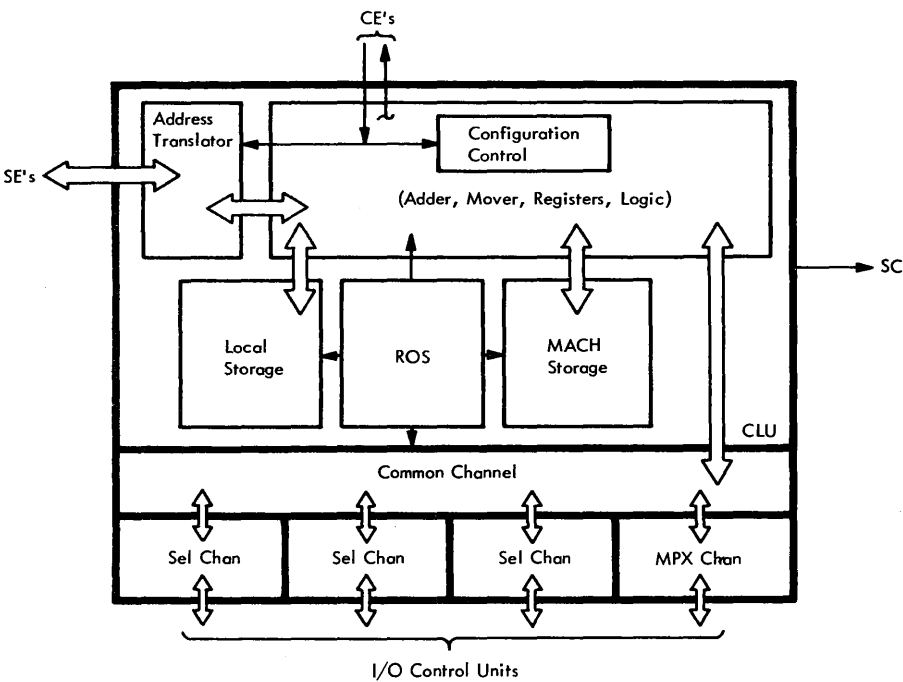 CE's
Address
Translator
Configuration
Control
SE's
(Adder, Mover, Registers, Logic)
SC
Local
Storage
ROS
MACH
Storage
CLU
Common Channel
Sel Chan
Sel Chan
Sel Chan
MPX Chan
I/O Control Units